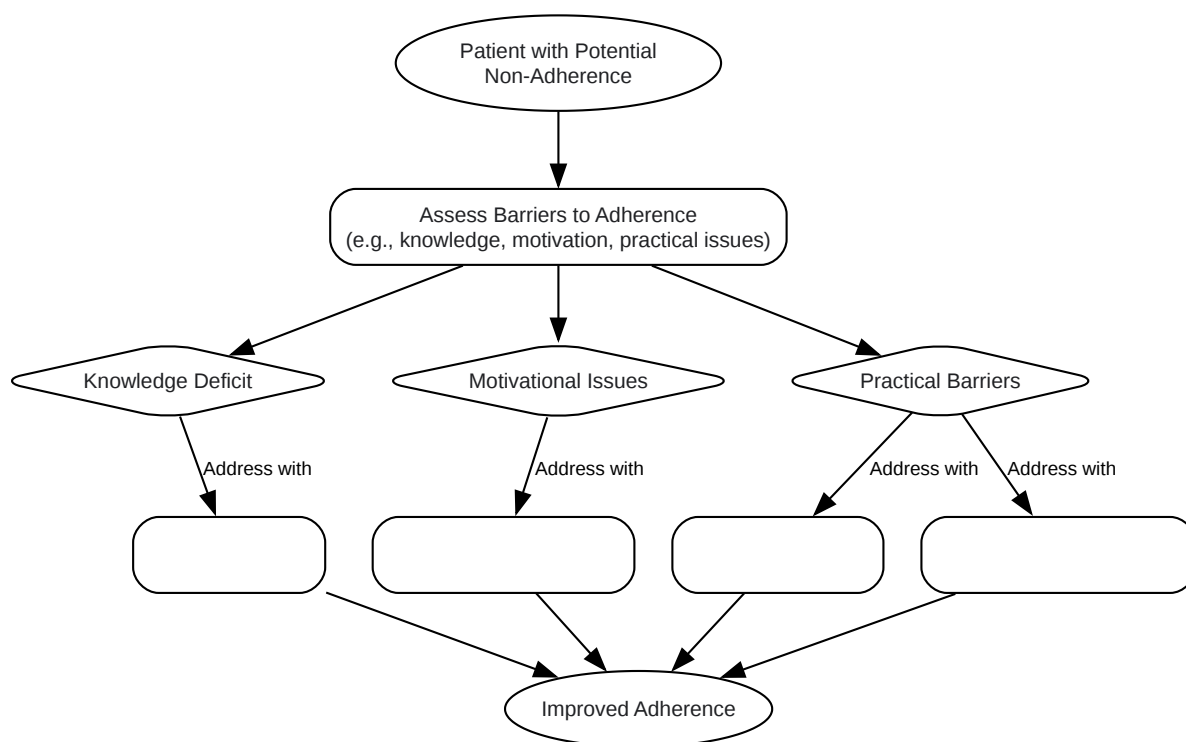 Patient with Potential
Non-Adherence
Assess Barriers to Adherence
(e.g., knowledge, motivation, practical issues)
Knowledge Deficit
Motivational Issues
Practical Barriers
Address with
Address with
Address with
Address with
Improved Adherence